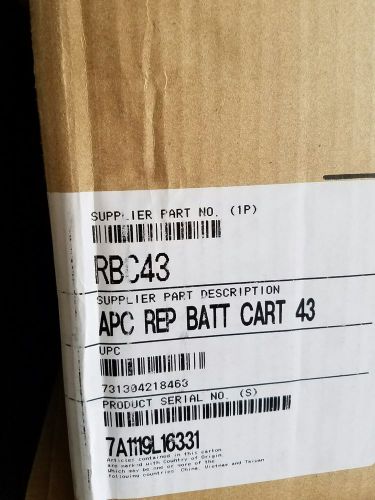 SUPPLIER PART NO. (1P)
RBC43
SUPPLIER PART DESCRIPTION
APC REP BATT CART 43
UPC
731304218463
PRODUCT SERIAL NO. (S)
7A1119L16331
Articles contained in this carton
are marked with Country of Origin
Which may be one or more of the
following countries China, Vietnam and Taiwan